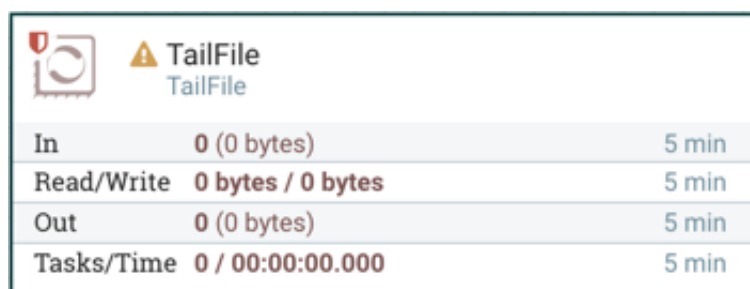 TailFile
TailFile
In 0 (0 bytes) 5 min
Read/Write 0 bytes / 0 bytes 5 min
Out 0 (0 bytes) 5 min
Tasks/Time 0 / 00:00:00.000 5 min